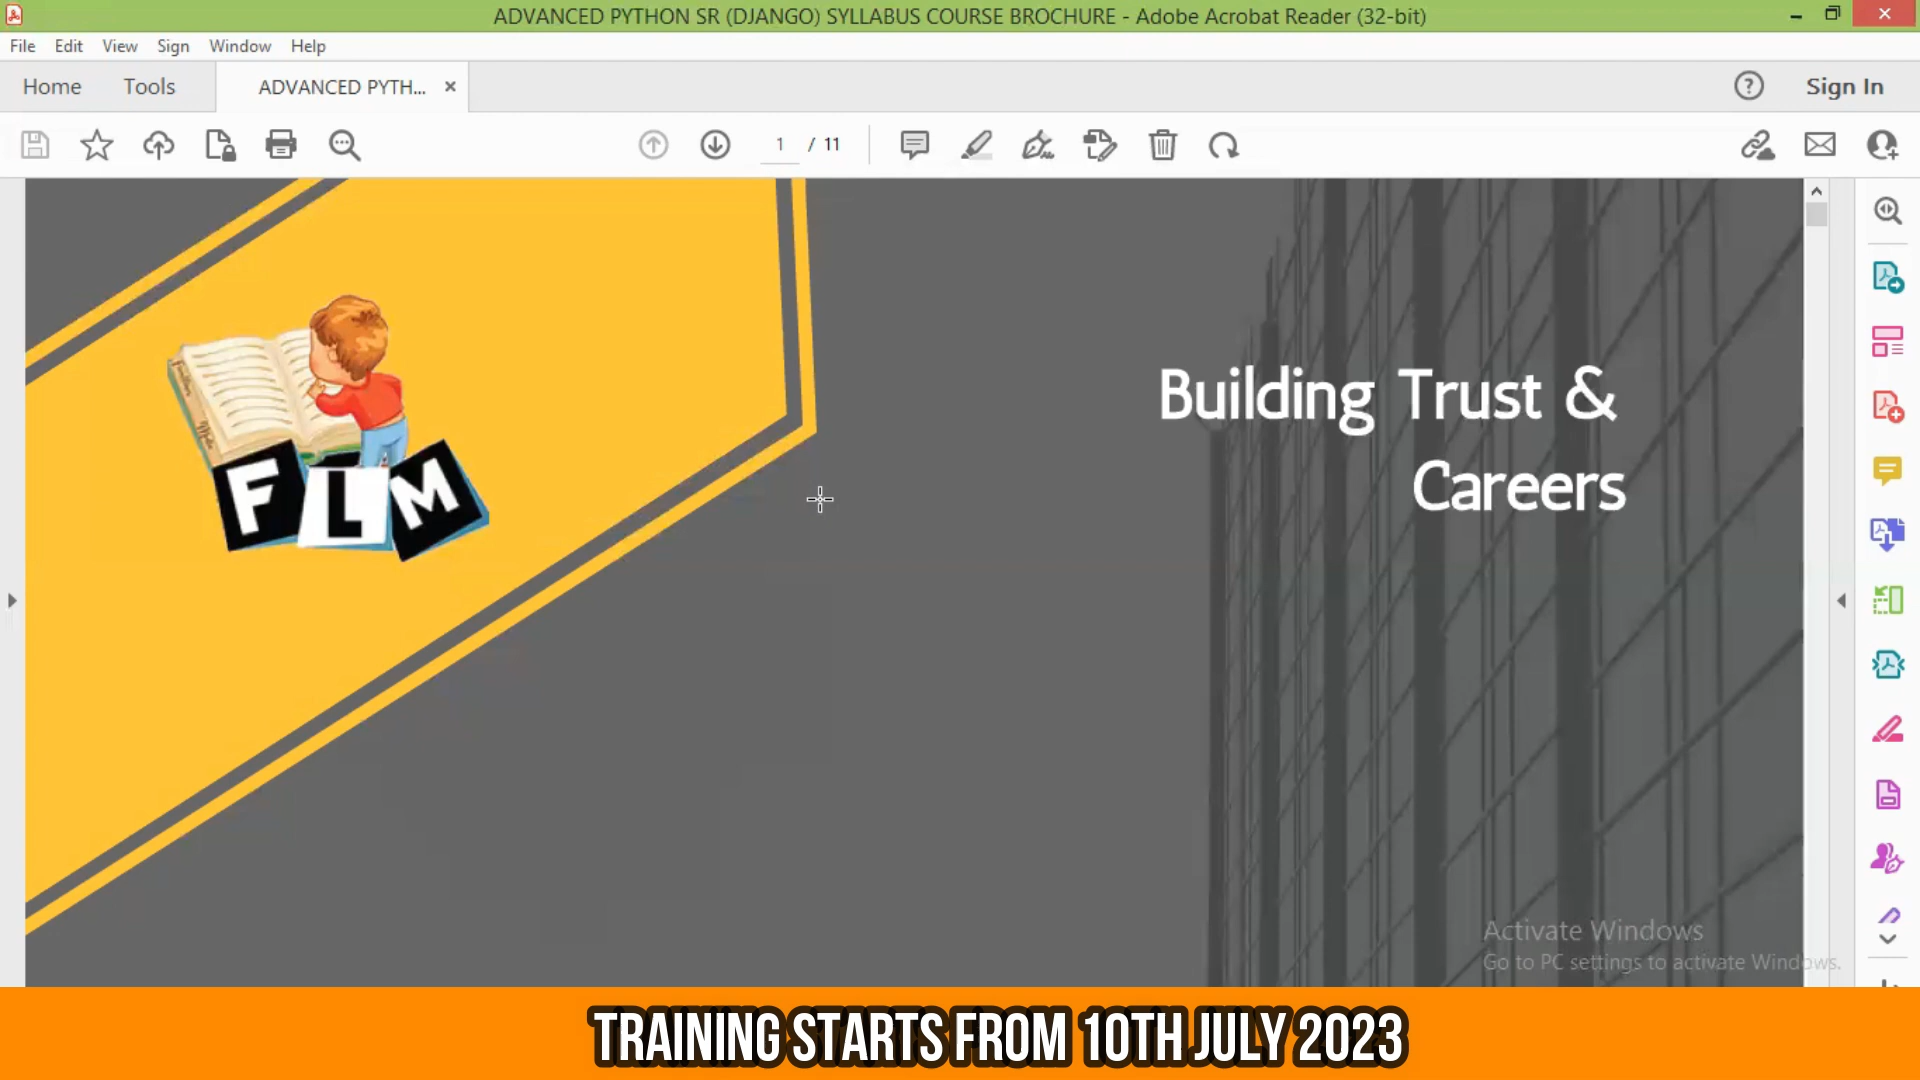 ADVANCED PYTHON SR (DJANGO) SYLLABUS COURSE BROCHURE - Adobe Acrobat Reader (32-bit)
File Edit View Sign Window Help
Home Tools ADVANCED PYTH... Sign In
1 / 11
Building Trust &
Careers
FLM
Activate Windows
Go to PC settings to activate Windows.
TRAINING STARTS FROM 10TH JULY 2023